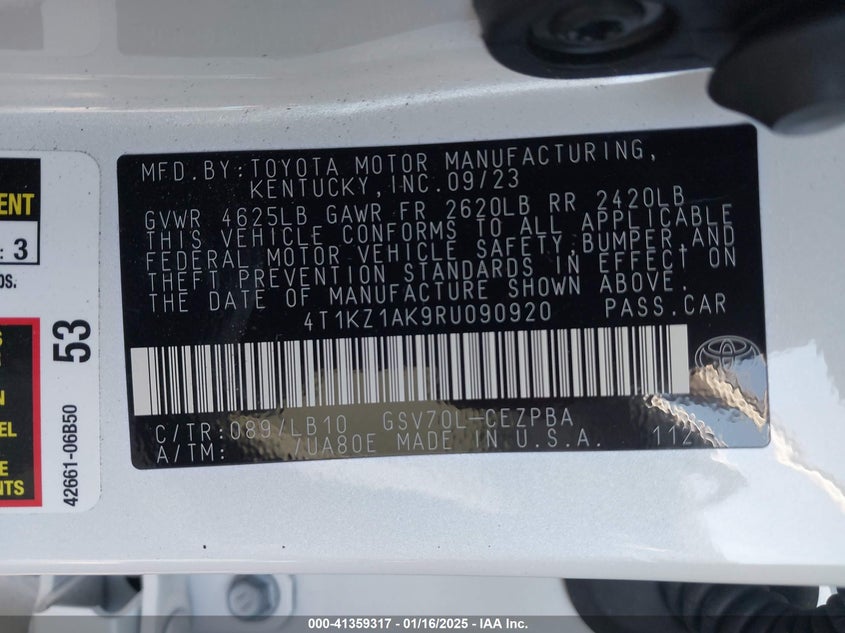 MFD.BY:TOYOTA MOTOR MANUFACTURING,
KENTUCKY,INC.09/23
GVWR 4625LB GAWR FR 2620LB RR 2420LB
THIS VEHICLE CONFORMS TO ALL APPLICABLE
FEDERAL MOTOR VEHICLE SAFETY,BUMPER,AND
THEFT PREVENTION STANDARDS IN EFFECT ON
THE DATE OF MANUFACTURE SHOWN ABOVE.
4T1KZ1AK9RU090920 PASS.CAR
C/TR:089/LB10 GSV70L-CEZPBA
A/TM: 7UA80E MADE IN U.S.A. 112
ENT
: 3
OS.
S
N
EL
E
NTS
53
42661-06B50
000-41359317 - 01/16/2025 - IAA Inc.